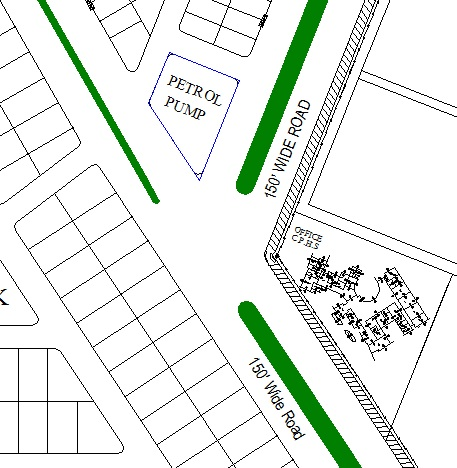 PETROL
PUMP
150' WIDE ROAD
OFFICE
C.P.H.S
K
150' Wide Road